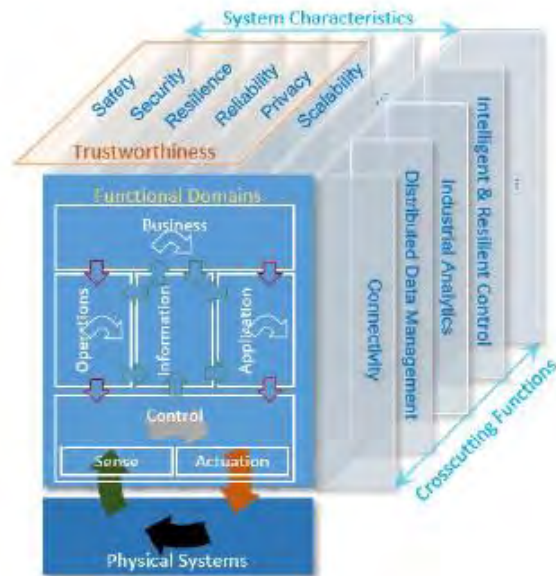 System Characteristics
Safety
Security
Resilience
Reliability
Privacy
Scalability
...
Trustworthiness
Functional Domains
Business
Operations
Information
Application
Control
Sense
Actuation
Physical Systems
Connectivity
Distributed Data Management
Industrial Analytics
Intelligent & Resilient Control
...
Crosscutting Functions